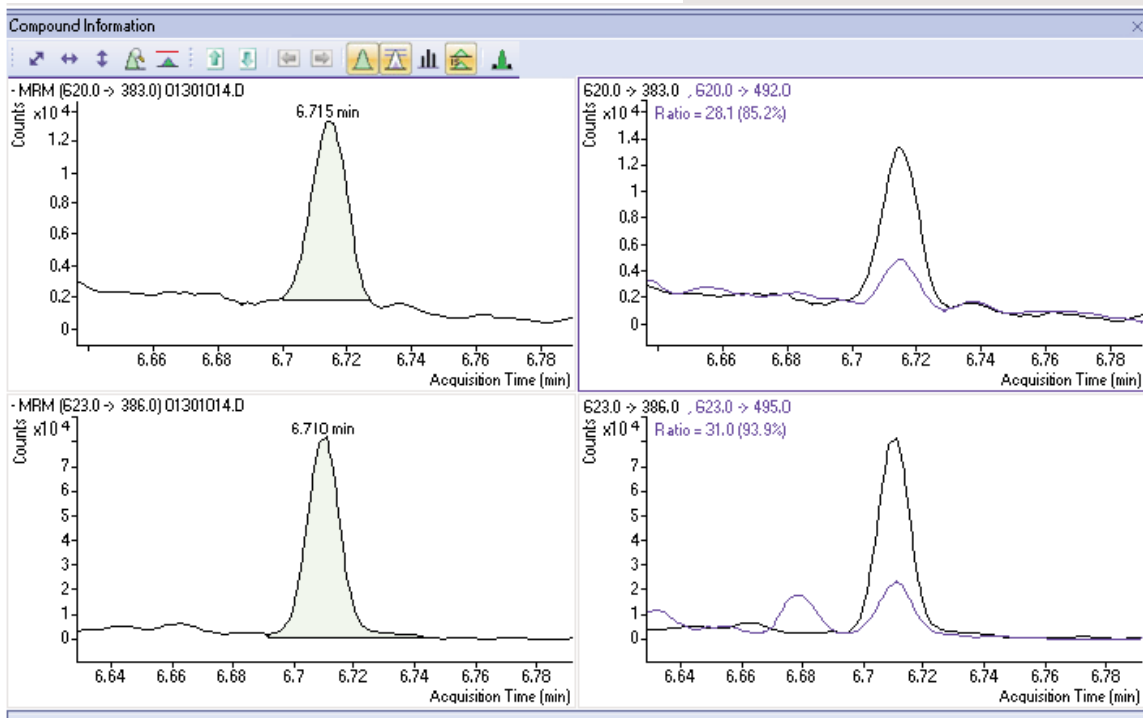 Compound Information
- MRM (620.0 -> 383.0) 01301014.D
Counts
x10 4
6.715 min
1.2
1
0.8
0.6
0.4
0.2
0
6.66 6.68 6.7 6.72 6.74 6.76 6.78
Acquisition Time (min)
620.0 -> 383.0 , 620.0 -> 492.0
Counts
x10 4
Ratio = 28.1 (85.2%)
1.4
1.2
1
0.8
0.6
0.4
0.2
0
6.66 6.68 6.7 6.72 6.74 6.76 6.78
Acquisition Time (min)
- MRM (623.0 -> 386.0) 01301014.D
Counts
x10 4
6.710 min
7
6
5
4
3
2
1
0
6.64 6.66 6.68 6.7 6.72 6.74 6.76 6.78
Acquisition Time (min)
623.0 -> 386.0 , 623.0 -> 495.0
Counts
x10 4
Ratio = 31.0 (93.9%)
7
6
5
4
3
2
1
0
6.64 6.66 6.68 6.7 6.72 6.74 6.76 6.78
Acquisition Time (min)